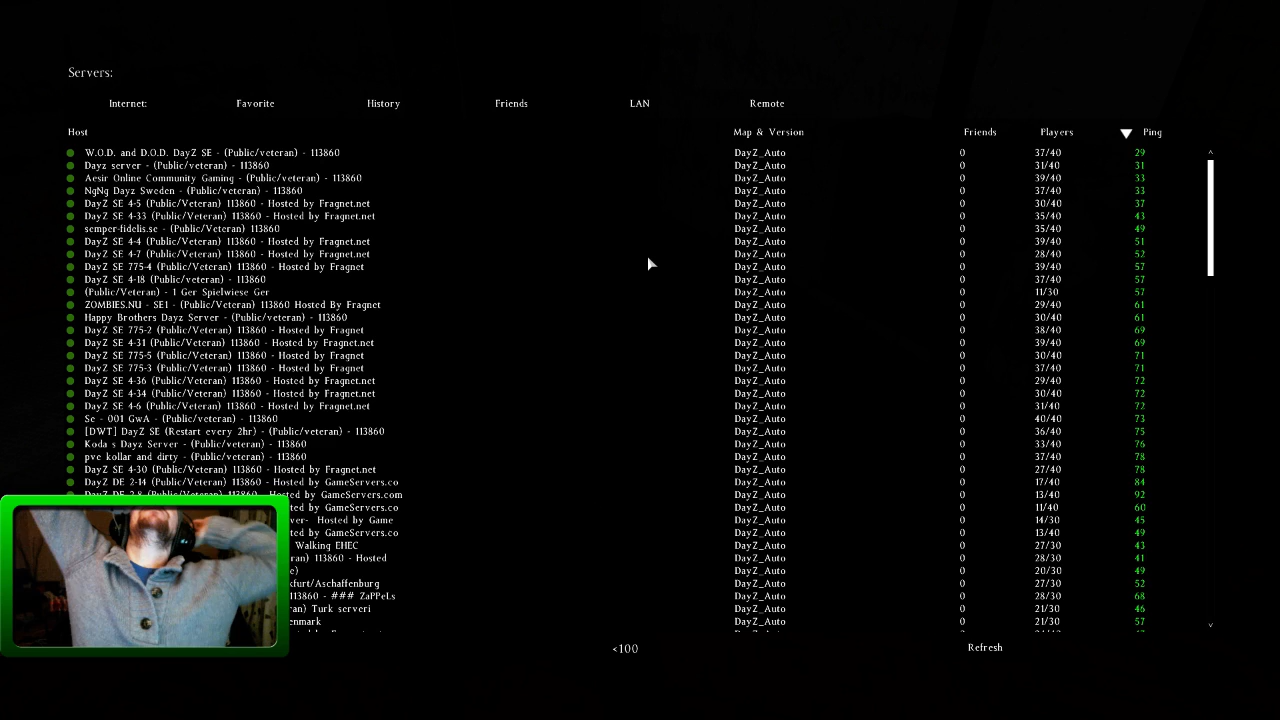 Servers:
Internet: Favorite History Friends LAN Remote
Host Map & Version Friends Players Ping
W.O.D. and D.O.D. DayZ SE - (Public/veteran) - 113860 DayZ_Auto 0 37/40 29
Dayz server - (Public/veteran) - 113860 DayZ_Auto 0 31/40 31
Aesir Online Community Gaming - (Public/veteran) - 113860 DayZ_Auto 0 39/40 33
NgNg Dayz Sweden - (Public/veteran) - 113860 DayZ_Auto 0 37/40 33
DayZ SE 4-5 (Public/Veteran) 113860 - Hosted by Fragnet.net DayZ_Auto 0 30/40 37
DayZ SE 4-33 (Public/Veteran) 113860 - Hosted by Fragnet.net DayZ_Auto 0 35/40 43
semper-fidelis.se - (Public/veteran) 113860 DayZ_Auto 0 35/40 49
DayZ SE 4-4 (Public/Veteran) 113860 - Hosted by Fragnet.net DayZ_Auto 0 39/40 51
DayZ SE 4-7 (Public/Veteran) 113860 - Hosted by Fragnet.net DayZ_Auto 0 28/40 52
DayZ SE 775-4 (Public/Veteran) 113860 - Hosted by Fragnet DayZ_Auto 0 39/40 57
DayZ SE 4-18 (Public/Veteran) - 113860 DayZ_Auto 0 37/40 57
(Public/Veteran) - 1 Ger Spielwiese Ger DayZ_Auto 0 11/30 57
ZOMBIES.NU - SE1 - (Public/Veteran) 113860 Hosted By Fragnet DayZ_Auto 0 29/40 61
Happy Brothers Dayz Server - (Public/veteran) - 113860 DayZ_Auto 0 30/40 61
DayZ SE 775-2 (Public/Veteran) 113860 - Hosted by Fragnet DayZ_Auto 0 38/40 69
DayZ SE 4-31 (Public/Veteran) 113860 - Hosted by Fragnet.net DayZ_Auto 0 39/40 69
DayZ SE 775-5 (Public/Veteran) 113860 - Hosted by Fragnet DayZ_Auto 0 30/40 71
DayZ SE 775-3 (Public/Veteran) 113860 - Hosted by Fragnet DayZ_Auto 0 37/40 71
DayZ SE 4-36 (Public/Veteran) 113860 - Hosted by Fragnet.net DayZ_Auto 0 29/40 72
DayZ SE 4-34 (Public/Veteran) 113860 - Hosted by Fragnet.net DayZ_Auto 0 30/40 72
DayZ SE 4-6 (Public/Veteran) 113860 - Hosted by Fragnet.net DayZ_Auto 0 31/40 72
Se - 001 GwA - (Public/veteran) - 113860 DayZ_Auto 0 40/40 73
[DWT] DayZ SE (Restart every 2hr) - (Public/veteran) - 113860 DayZ_Auto 0 36/40 75
Koda s Dayz Server - (Public/veteran) - 113860 DayZ_Auto 0 33/40 76
pvc kollar and dirty - (Public/veteran) - 113860 DayZ_Auto 0 37/40 78
DayZ SE 4-30 (Public/Veteran) 113860 - Hosted by Fragnet.net DayZ_Auto 0 27/40 78
DayZ DE 2-14 (Public/Veteran) 113860 - Hosted by GameServers.co DayZ_Auto 0 17/40 84
DayZ DE 2-8 (Public/Veteran) 113860 - Hosted by GameServers.com DayZ_Auto 0 13/40 92
ted by GameServers.co DayZ_Auto 0 11/40 60
ver- Hosted by Game DayZ_Auto 0 14/30 45
ted by GameServers.co DayZ_Auto 0 13/40 49
Walking EHEC DayZ_Auto 0 27/30 43
ran) 113860 - Hosted DayZ_Auto 0 28/30 41
e) DayZ_Auto 0 20/30 49
kfurt/Aschaffenburg DayZ_Auto 0 27/30 52
113860 - ### ZaPPeLs DayZ_Auto 0 28/30 68
ran) Turk serveri DayZ_Auto 0 21/30 46
enmark DayZ_Auto 0 21/30 57
<100 Refresh